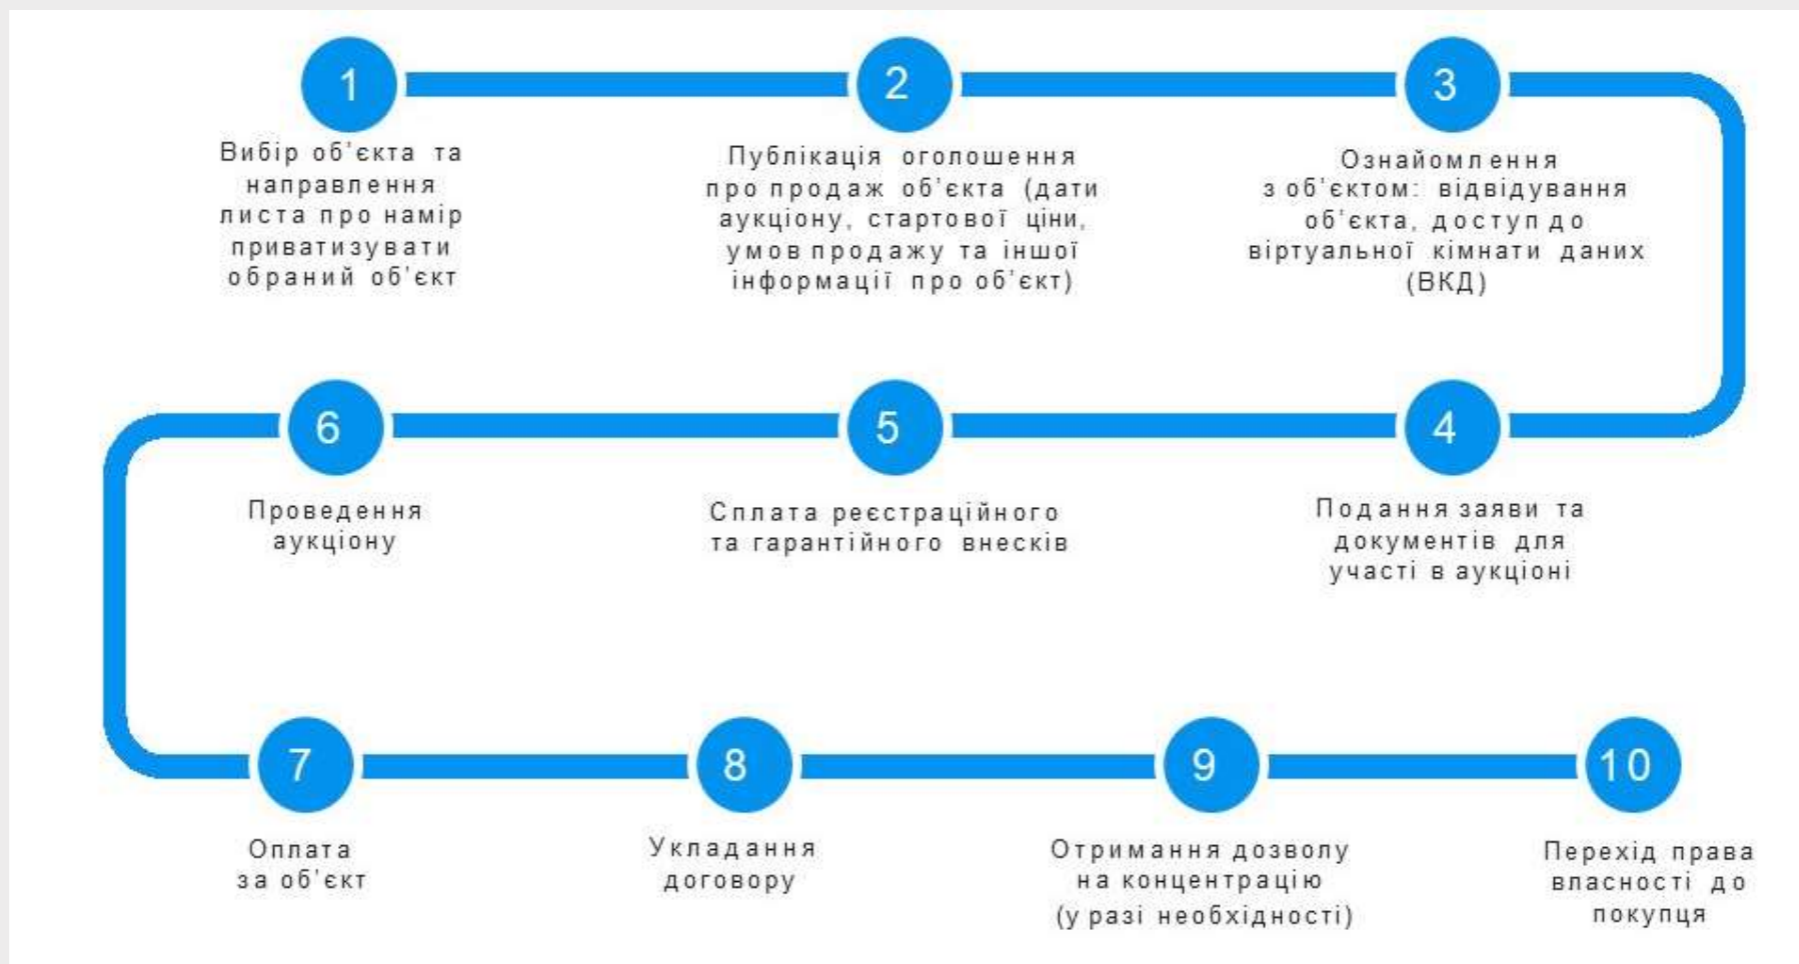 1
Вибір об'єкта та
направлення
листа про намір
приватизувати
обраний об'єкт
2
Публікація оголошення
про продаж об'єкта (дати
аукціону, стартової ціни,
умов продажу та іншої
інформації про об'єкт)
3
Ознайомлення
з об'єктом: відвідування
об'єкта, доступ до
віртуальної кімнати даних
(ВКД)
4
Подання заяви та
документів для
участі в аукціоні
5
Сплата реєстраційного
та гарантійного внесків
6
Проведення
аукціону
7
Оплата
за об'єкт
8
Укладання
договору
9
Отримання дозволу
на концентрацію
(у разі необхідності)
10
Перехід права
власності до
покупця